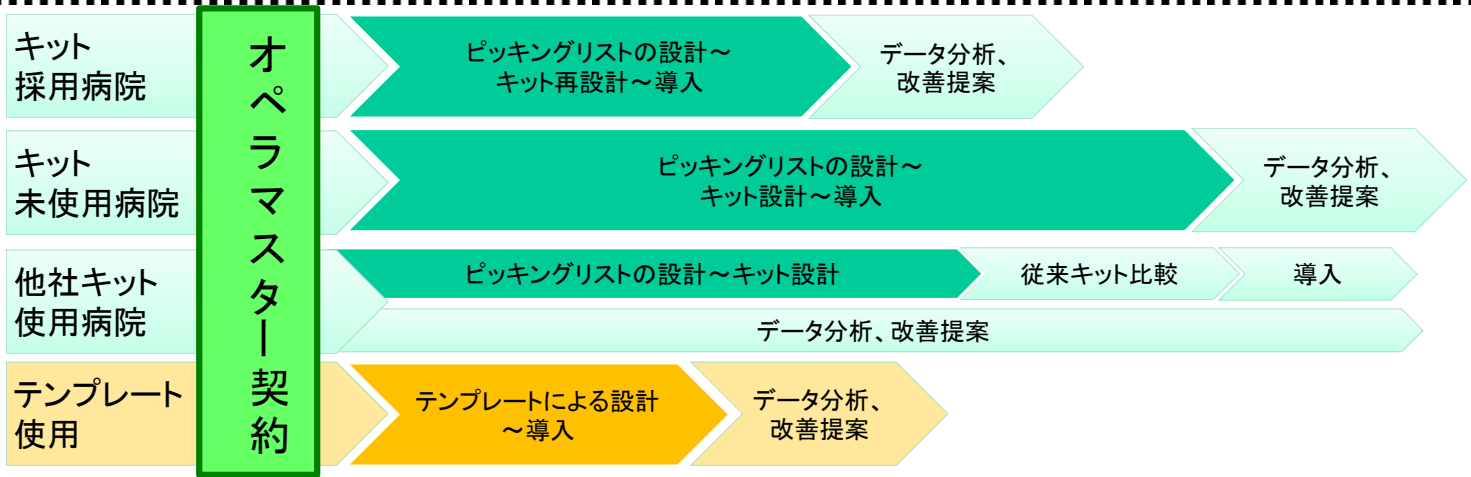 キット
採用病院
オペラマスター契約
ピッキングリストの設計～
キット再設計～導入
データ分析、
改善提案
キット
未使用病院
ピッキングリストの設計～
キット設計～導入
データ分析、
改善提案
他社キット
使用病院
ピッキングリストの設計～キット設計
従来キット比較
導入
データ分析、改善提案
テンプレート
使用
テンプレートによる設計
～導入
データ分析、
改善提案